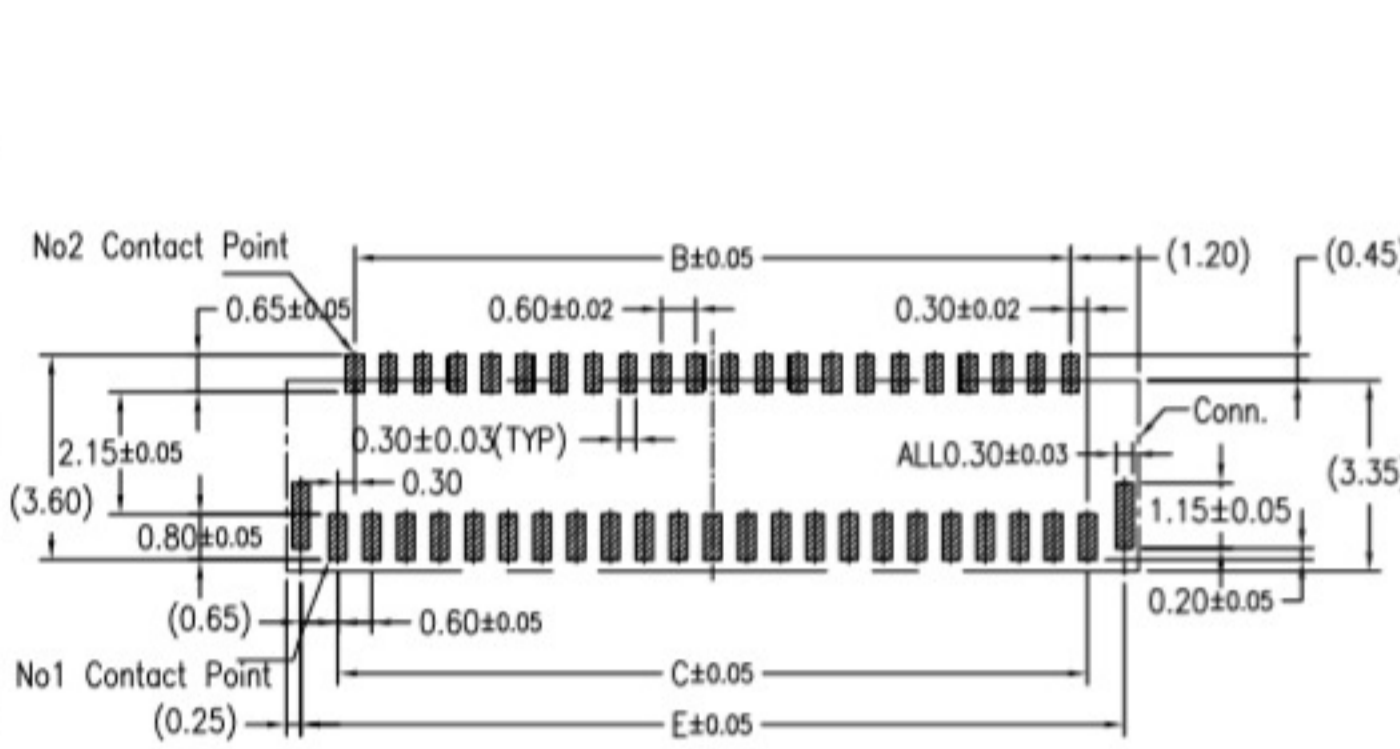 No2 Contact Point
B±0.05
(1.20)
(0.45)
0.65±0.05
0.60±0.02
0.30±0.02
Conn.
0.30±0.03(TYP)
ALL0.30±0.03
2.15±0.05
(3.35
0.30
(3.60)
1.15±0.05
0.80±0.05
0.20±0.05
(0.65)
0.60±0.05
No1 Contact Point
C±0.05
(0.25)
E±0.05